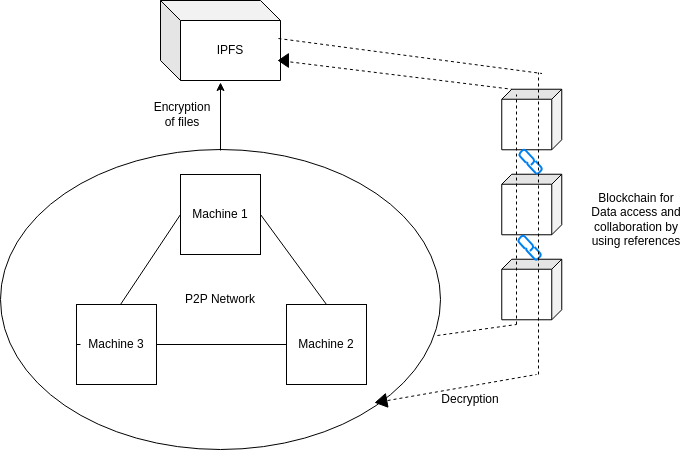 IPFS
Encryption
of files
Machine 1
Blockchain for
Data access and
collaboration by
using references
P2P Network
Machine 3
Machine 2
Decryption